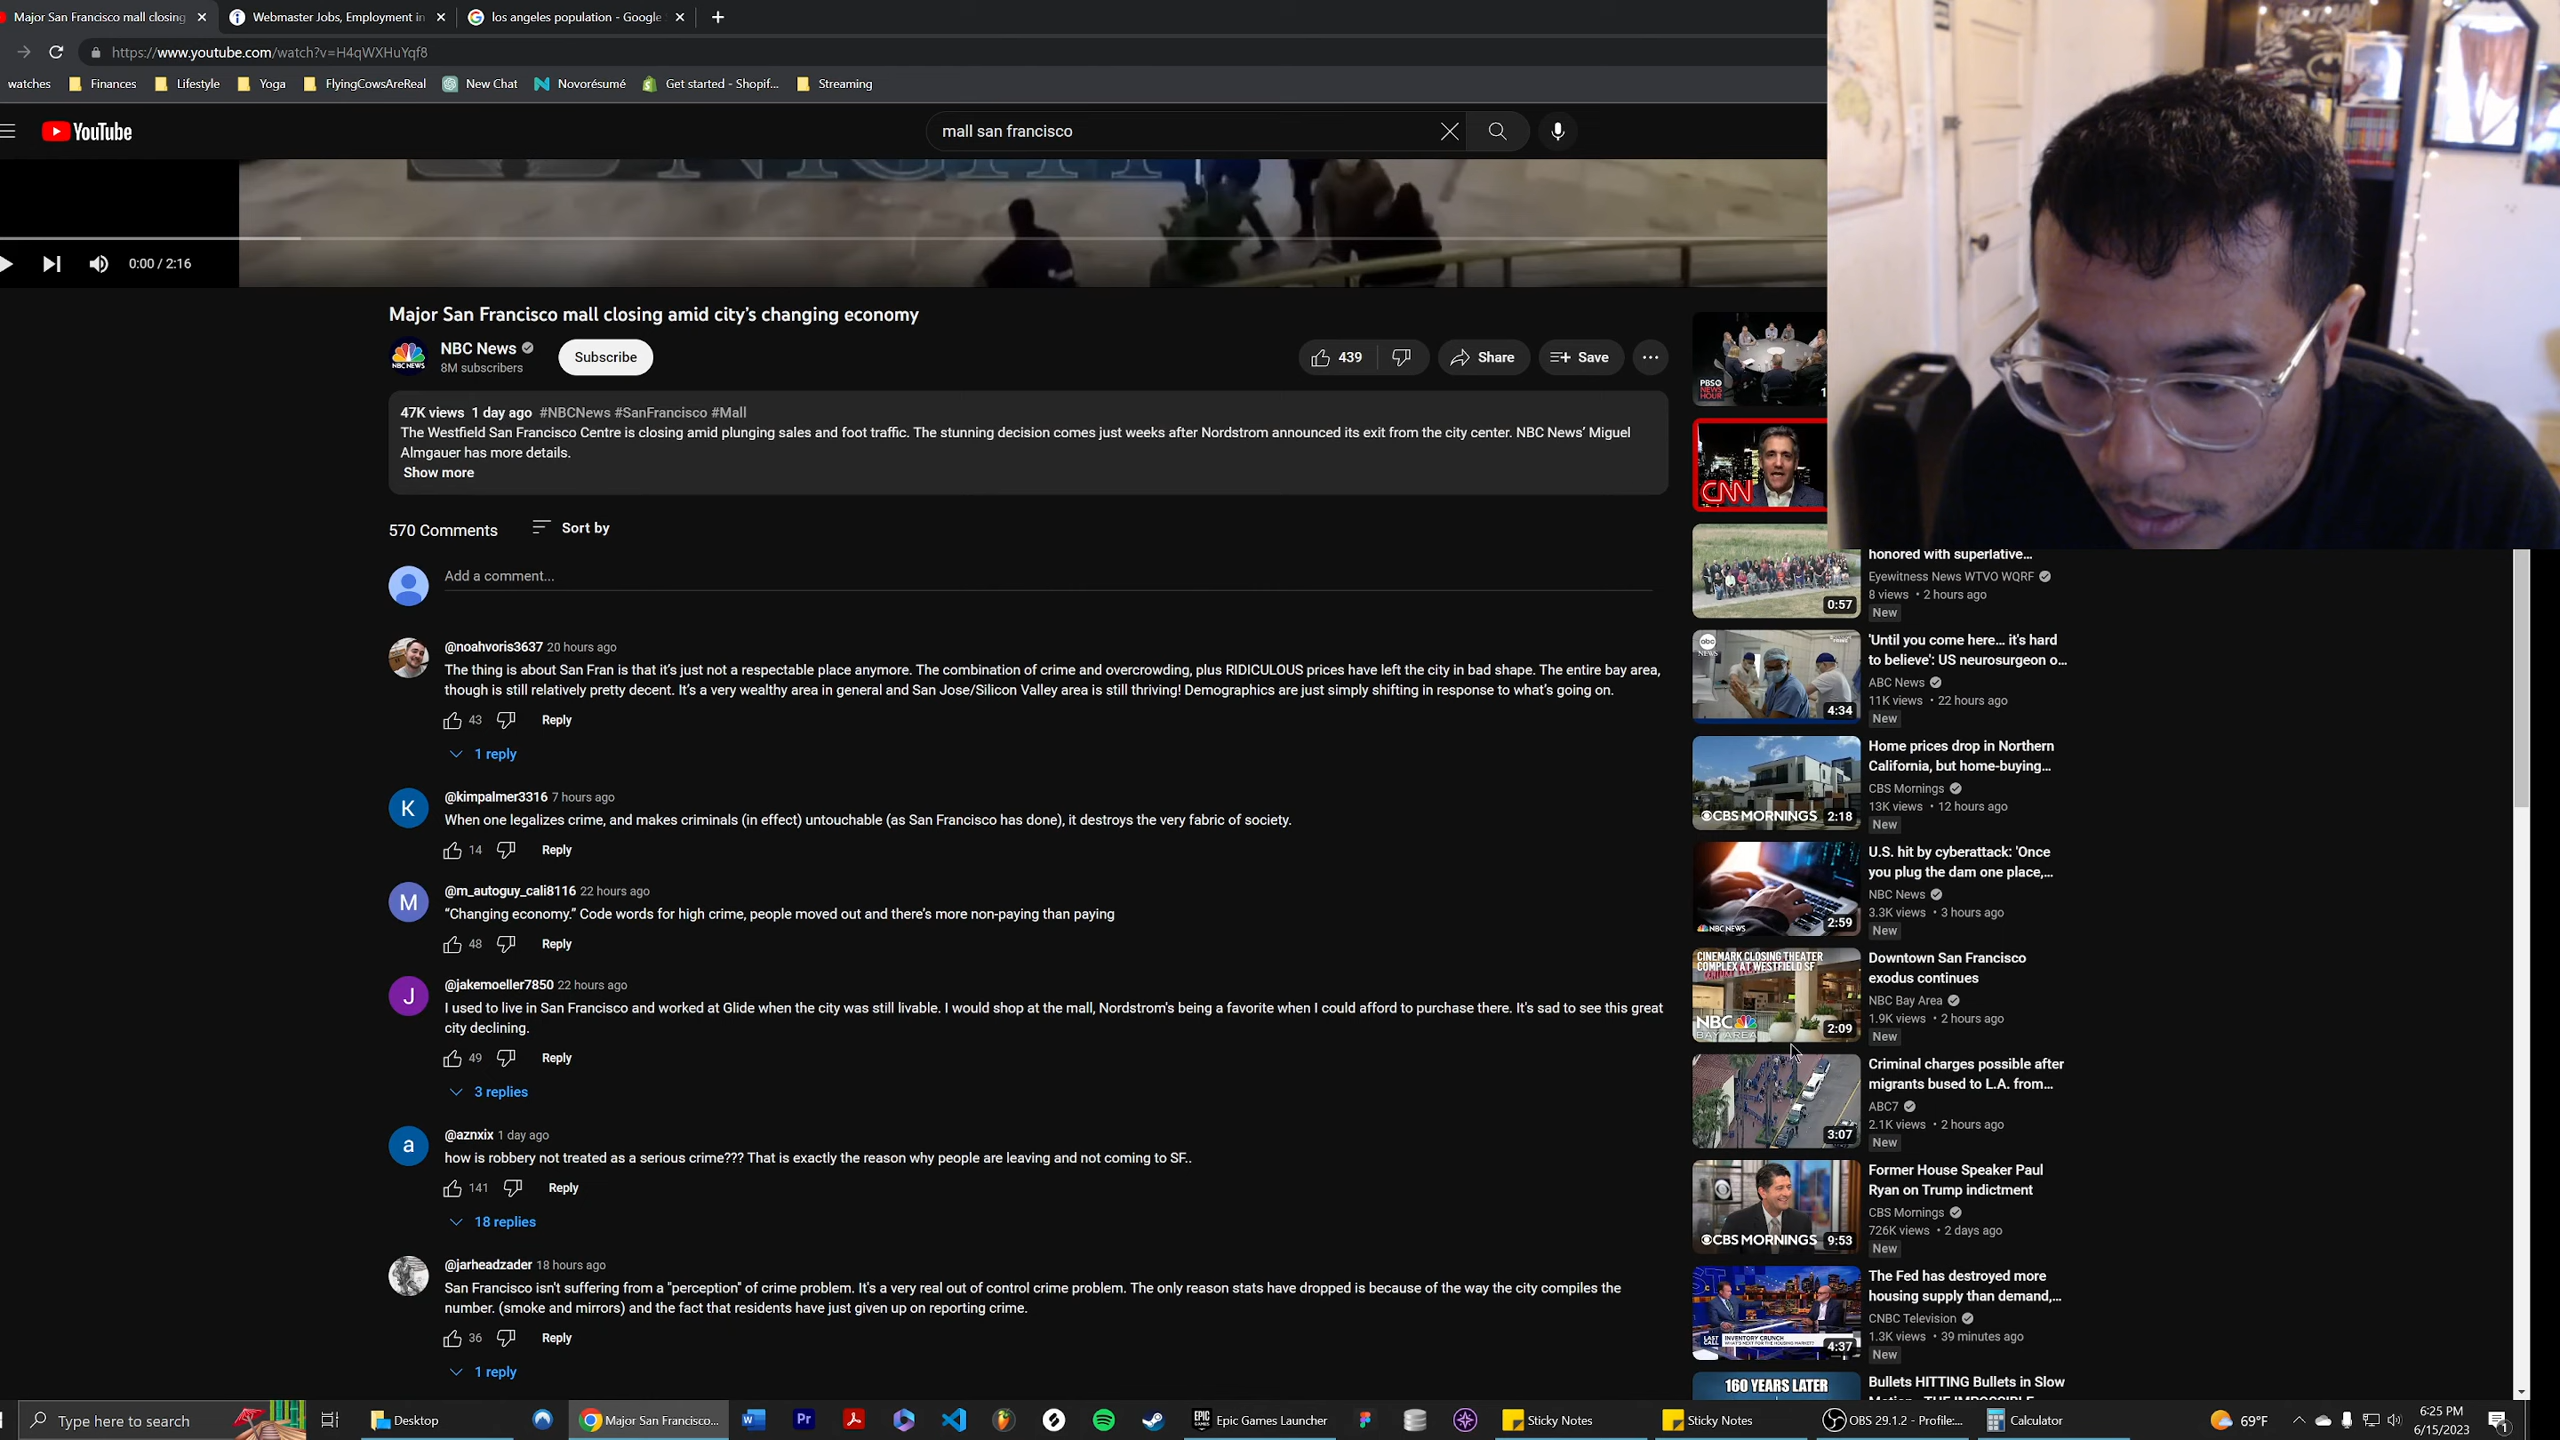 Major San Francisco mall closing
Webmaster Jobs, Employment in
los angeles population - Google
https://www.youtube.com/watch?v=H4qWXHuYqf8
watches
Finances
Lifestyle
Yoga
FlyingCowsAreReal
New Chat
Novorésumé
Get started - Shopif...
Streaming
YouTube
mall san francisco
0:00 / 2:16
Major San Francisco mall closing amid city's changing economy
NBC News
8M subscribers
Subscribe
439
Share
Save
47K views 1 day ago #NBCNews #SanFrancisco #Mall
The Westfield San Francisco Centre is closing amid plunging sales and foot traffic. The stunning decision comes just weeks after Nordstrom announced its exit from the city center. NBC News' Miguel
Almgauer has more details.
Show more
570 Comments
Sort by
Add a comment...
@noahvoris3637 20 hours ago
The thing is about San Fran is that it's just not a respectable place anymore. The combination of crime and overcrowding, plus RIDICULOUS prices have left the city in bad shape. The entire bay area,
though is still relatively pretty decent. It's a very wealthy area in general and San Jose/Silicon Valley area is still thriving! Demographics are just simply shifting in response to what's going on.
43
Reply
1 reply
@kimpalmer3316 7 hours ago
K
When one legalizes crime, and makes criminals (in effect) untouchable (as San Francisco has done), it destroys the very fabric of society.
14
Reply
@m_autoguy_cali8116 22 hours ago
M
“Changing economy.” Code words for high crime, people moved out and there's more non-paying than paying
48
Reply
@jakemoeller7850 22 hours ago
J
I used to live in San Francisco and worked at Glide when the city was still livable. I would shop at the mall, Nordstrom's being a favorite when I could afford to purchase there. It's sad to see this great
city declining.
49
Reply
3 replies
@aznxix 1 day ago
a
how is robbery not treated as a serious crime??? That is exactly the reason why people are leaving and not coming to SF..
141
Reply
18 replies
@jarheadzader 18 hours ago
San Francisco isn't suffering from a "perception" of crime problem. It's a very real out of control crime problem. The only reason stats have dropped is because of the way the city compiles the
number. (smoke and mirrors) and the fact that residents have just given up on reporting crime.
36
Reply
1 reply
PBS
NEWS
HOUR
CNN
honored with superlative...
Eyewitness News WTVO WQRF
8 views • 2 hours ago
New
0:57
abc
NEWS
'Until you come here... it's hard
to believe': US neurosurgeon o...
ABC News
11K views • 22 hours ago
New
4:34
Home prices drop in Northern
California, but home-buying...
CBS Mornings
13K views • 12 hours ago
New
CBS MORNINGS 2:18
U.S. hit by cyberattack: 'Once
you plug the dam one place,...
NBC News
3.3K views • 3 hours ago
New
NBC NEWS
2:59
CINEMARK CLOSING THEATER
COMPLEX AT WESTFIELD SF
NBC
BAY AREA
2:09
Downtown San Francisco
exodus continues
NBC Bay Area
1.9K views • 2 hours ago
New
Criminal charges possible after
migrants bused to L.A. from...
ABC7
2.1K views • 2 hours ago
New
3:07
Former House Speaker Paul
Ryan on Trump indictment
CBS Mornings
726K views • 2 days ago
New
CBS MORNINGS 9:53
The Fed has destroyed more
housing supply than demand,...
CNBC Television
1.3K views • 39 minutes ago
New
LAST
CALL
INVENTORY CRUNCH
4:37
160 YEARS LATER
Bullets HITTING Bullets in Slow
Type here to search
Desktop
Major San Francisco...
Epic Games Launcher
Sticky Notes
Sticky Notes
OBS 29.1.2 - Profile:...
Calculator
69°F
6:25 PM
6/15/2023
1